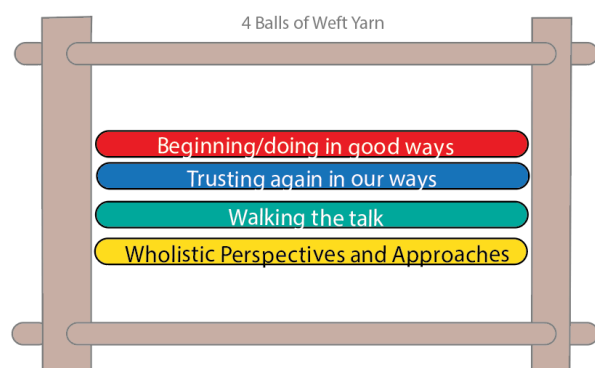 4 Balls of Weft Yarn
Beginning/doing in good ways
Trusting again in our ways
Walking the talk
Wholistic Perspectives and Approaches